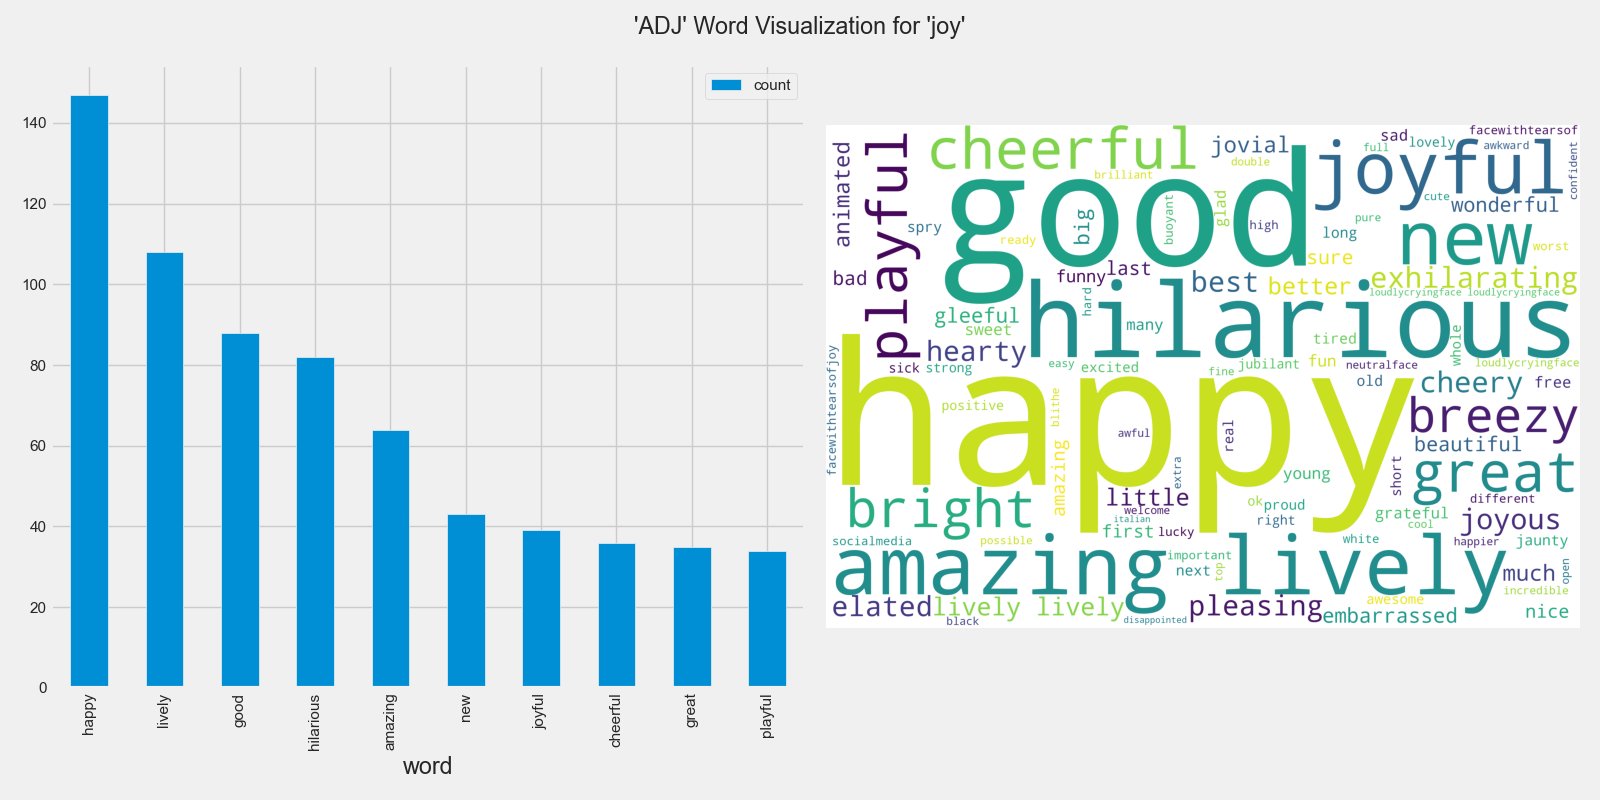 'ADJ' Word Visualization for 'joy'
count
140
120
100
80
60
40
20
0
happy
lively
good
hilarious
amazing
new
joyful
cheerful
great
playful
word
animated
playful
cheerful
brilliant
jovial
double
sad
full
lovely
facewithtearsof
awkward
confident
joyful
cute
wonderful
good
spry
ready
big
buoyant
glad
high
pure
long
new
worst
sure
bad
funny
last
best
better
exhilarating
loudlycryingface loudlycryingface
gleeful
sweet
hard
many
hilarious
tired
whole
hearty
sick
strong
easy
excited
fine
jubilant
fun
neutralface
loudlycryingface
facewithtearsofjoy
happy
old
cheery
free
positive
blithe
awful
real
breezy
beautiful
amazing
extra
young
short
great
bright
little
welcome
italian
ok
proud
right
different
grateful
cool
joyous
first
lucky
socialmedia
possible
white
happier
jaunty
amazing
important
next
top
lively
much
open
incredible
elated
lively lively
black
disappointed
pleasing
awesome
embarrassed
nice